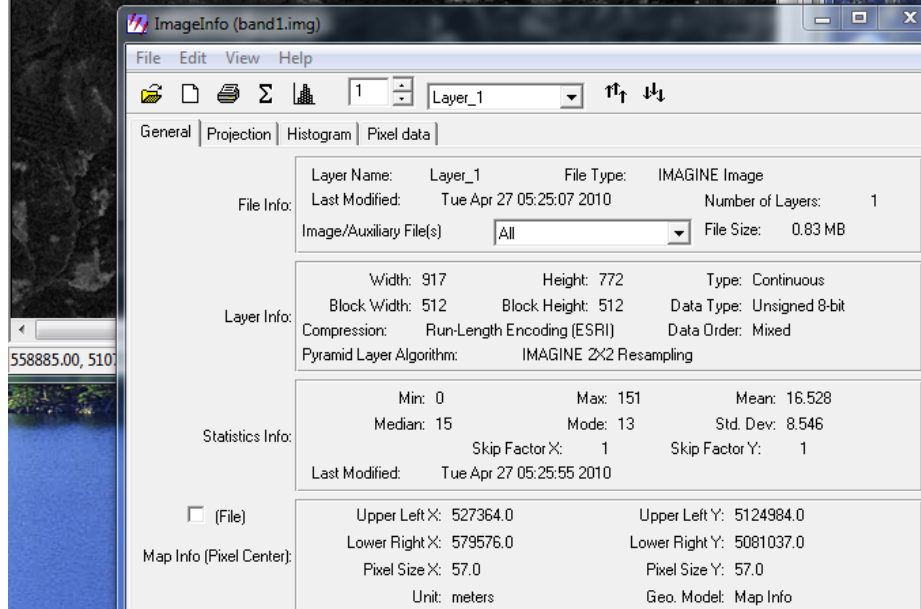 ImageInfo (band1.img)
File Edit View Help
1 Layer_1
General Projection Histogram Pixel data
File Info:
Layer Name: Layer_1 File Type: IMAGINE Image
Last Modified: Tue Apr 27 05:25:07 2010 Number of Layers: 1
Image/Auxiliary File(s) All File Size: 0.83 MB
Layer Info:
Width: 917 Height: 772 Type: Continuous
Block Width: 512 Block Height: 512 Data Type: Unsigned 8-bit
Compression: Run-Length Encoding (ESRI) Data Order: Mixed
Pyramid Layer Algorithm: IMAGINE 2X2 Resampling
558885.00, 5107
Statistics Info:
Min: 0 Max: 151 Mean: 16.528
Median: 15 Mode: 13 Std. Dev: 8.546
Skip Factor X: 1 Skip Factor Y: 1
Last Modified: Tue Apr 27 05:25:55 2010
(File)
Map Info (Pixel Center):
Upper Left X: 527364.0 Upper Left Y: 5124984.0
Lower Right X: 579576.0 Lower Right Y: 5081037.0
Pixel Size X: 57.0 Pixel Size Y: 57.0
Unit: meters Geo. Model: Map Info